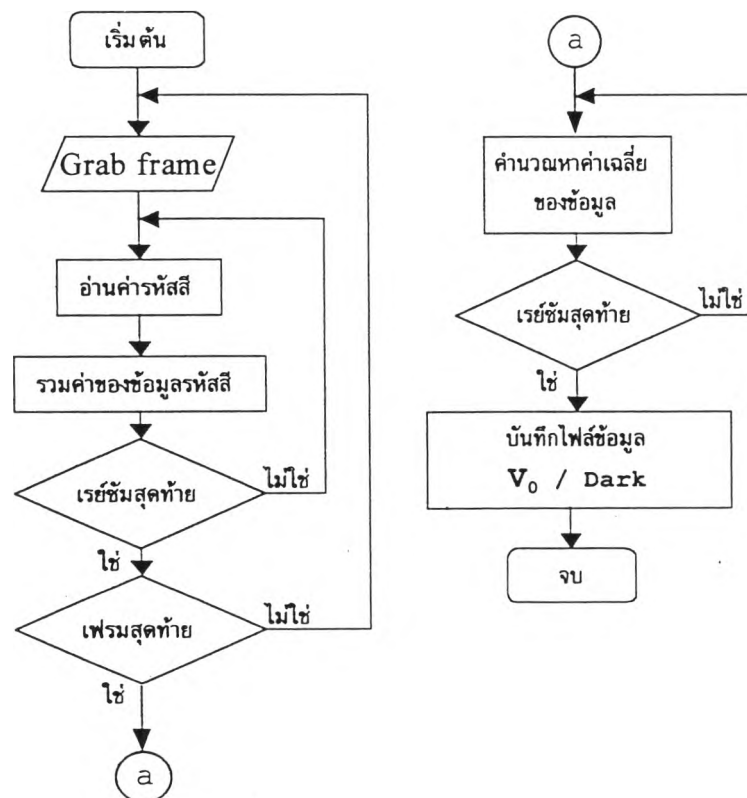 เริ่มต้น
Grab frame
อ่านค่ารหัสสี
รวมค่าของข้อมูลรหัสสี
เรย์ซัมสุดท้าย
ไม่ใช่
ใช่
เฟรมสุดท้าย
ไม่ใช่
ใช่
a
a
คำนวณหาค่าเฉลี่ย
ของข้อมูล
เรย์ซัมสุดท้าย
ไม่ใช่
ใช่
บันทึกไฟล์ข้อมูล
V₀ / Dark
จบ